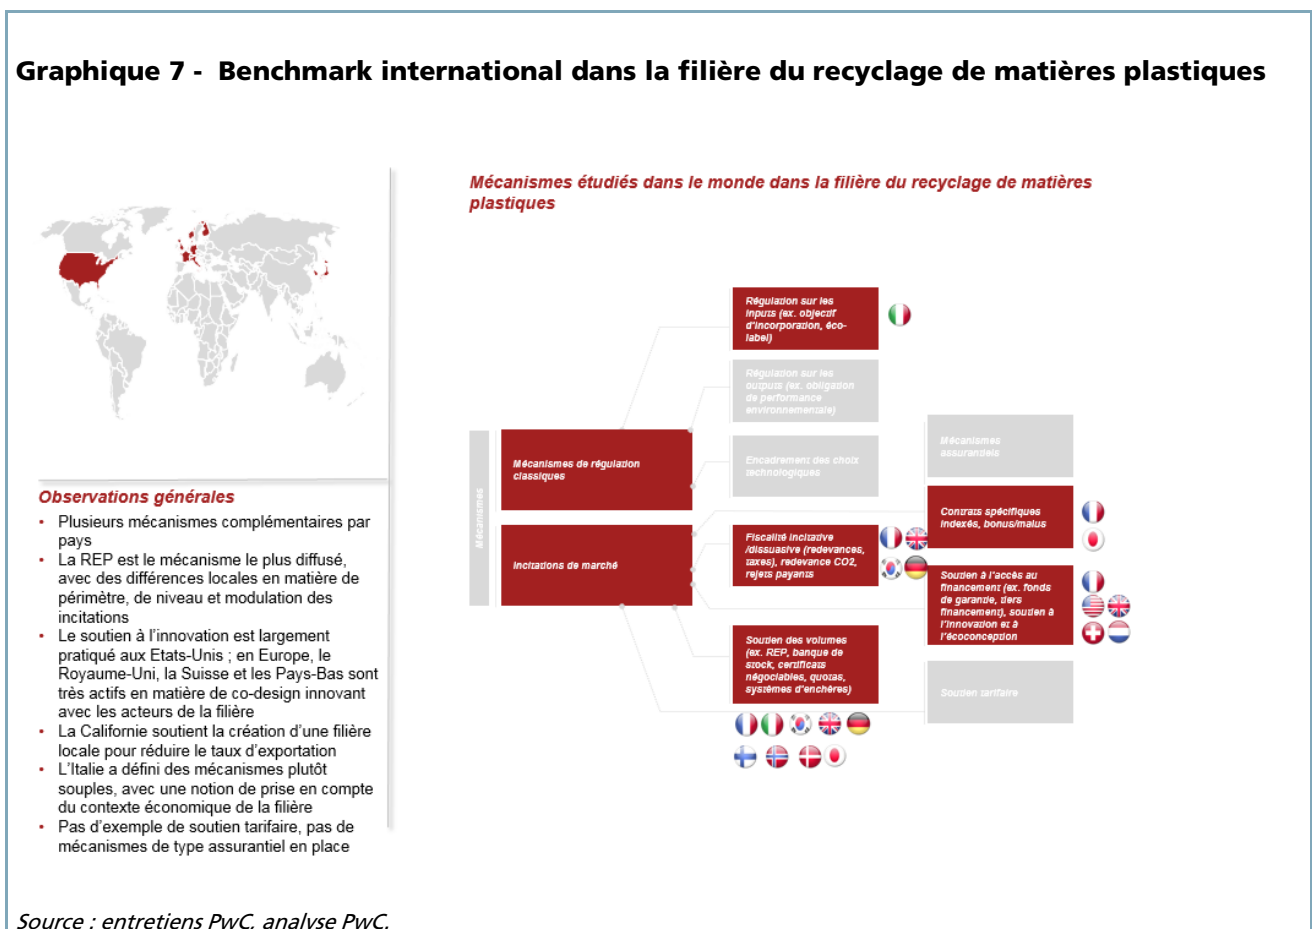 Graphique 7 - Benchmark international dans la filière du recyclage de matières plastiques
Mécanismes étudiés dans le monde dans la filière du recyclage de matières
plastiques
Observations générales
• Plusieurs mécanismes complémentaires par
pays
• La REP est le mécanisme le plus diffusé,
avec des différences locales en matière de
périmètre, de niveau et modulation des
incitations
• Le soutien à l'innovation est largement
pratiqué aux Etats-Unis ; en Europe, le
Royaume-Uni, la Suisse et les Pays-Bas sont
très actifs en matière de co-design innovant
avec les acteurs de la filière
• La Californie soutient la création d'une filière
locale pour réduire le taux d'exportation
• L'Italie a défini des mécanismes plutôt
souples, avec une notion de prise en compte
du contexte économique de la filière
• Pas d'exemple de soutien tarifaire, pas de
mécanismes de type assurantiel en place
Mécanismes
Mécanismes de régulation
classiques
Incitations de marché
Régulation sur les
inputs (ex. objectif
d'incorporation, éco-
label)
Régulation sur les
outputs (ex. obligation
de performance
environnementale)
Encadrement des choix
technologiques
Fiscalité incitative
/dissuasive (redevances,
taxes), redevance CO2,
rejets payants
Soutien des volumes
(ex. REP, banque de
stock, certificats
négociables, quotas,
systèmes d'enchères)
Mécanismes
assurantiels
Contrats spécifiques
indexés, bonus/malus
Soutien à l'accès au
financement (ex. fonds
de garantie, tiers
financement), soutien à
l'innovation et à
l'écoconception
Soutien tarifaire
Source : entretiens PwC, analyse PwC.